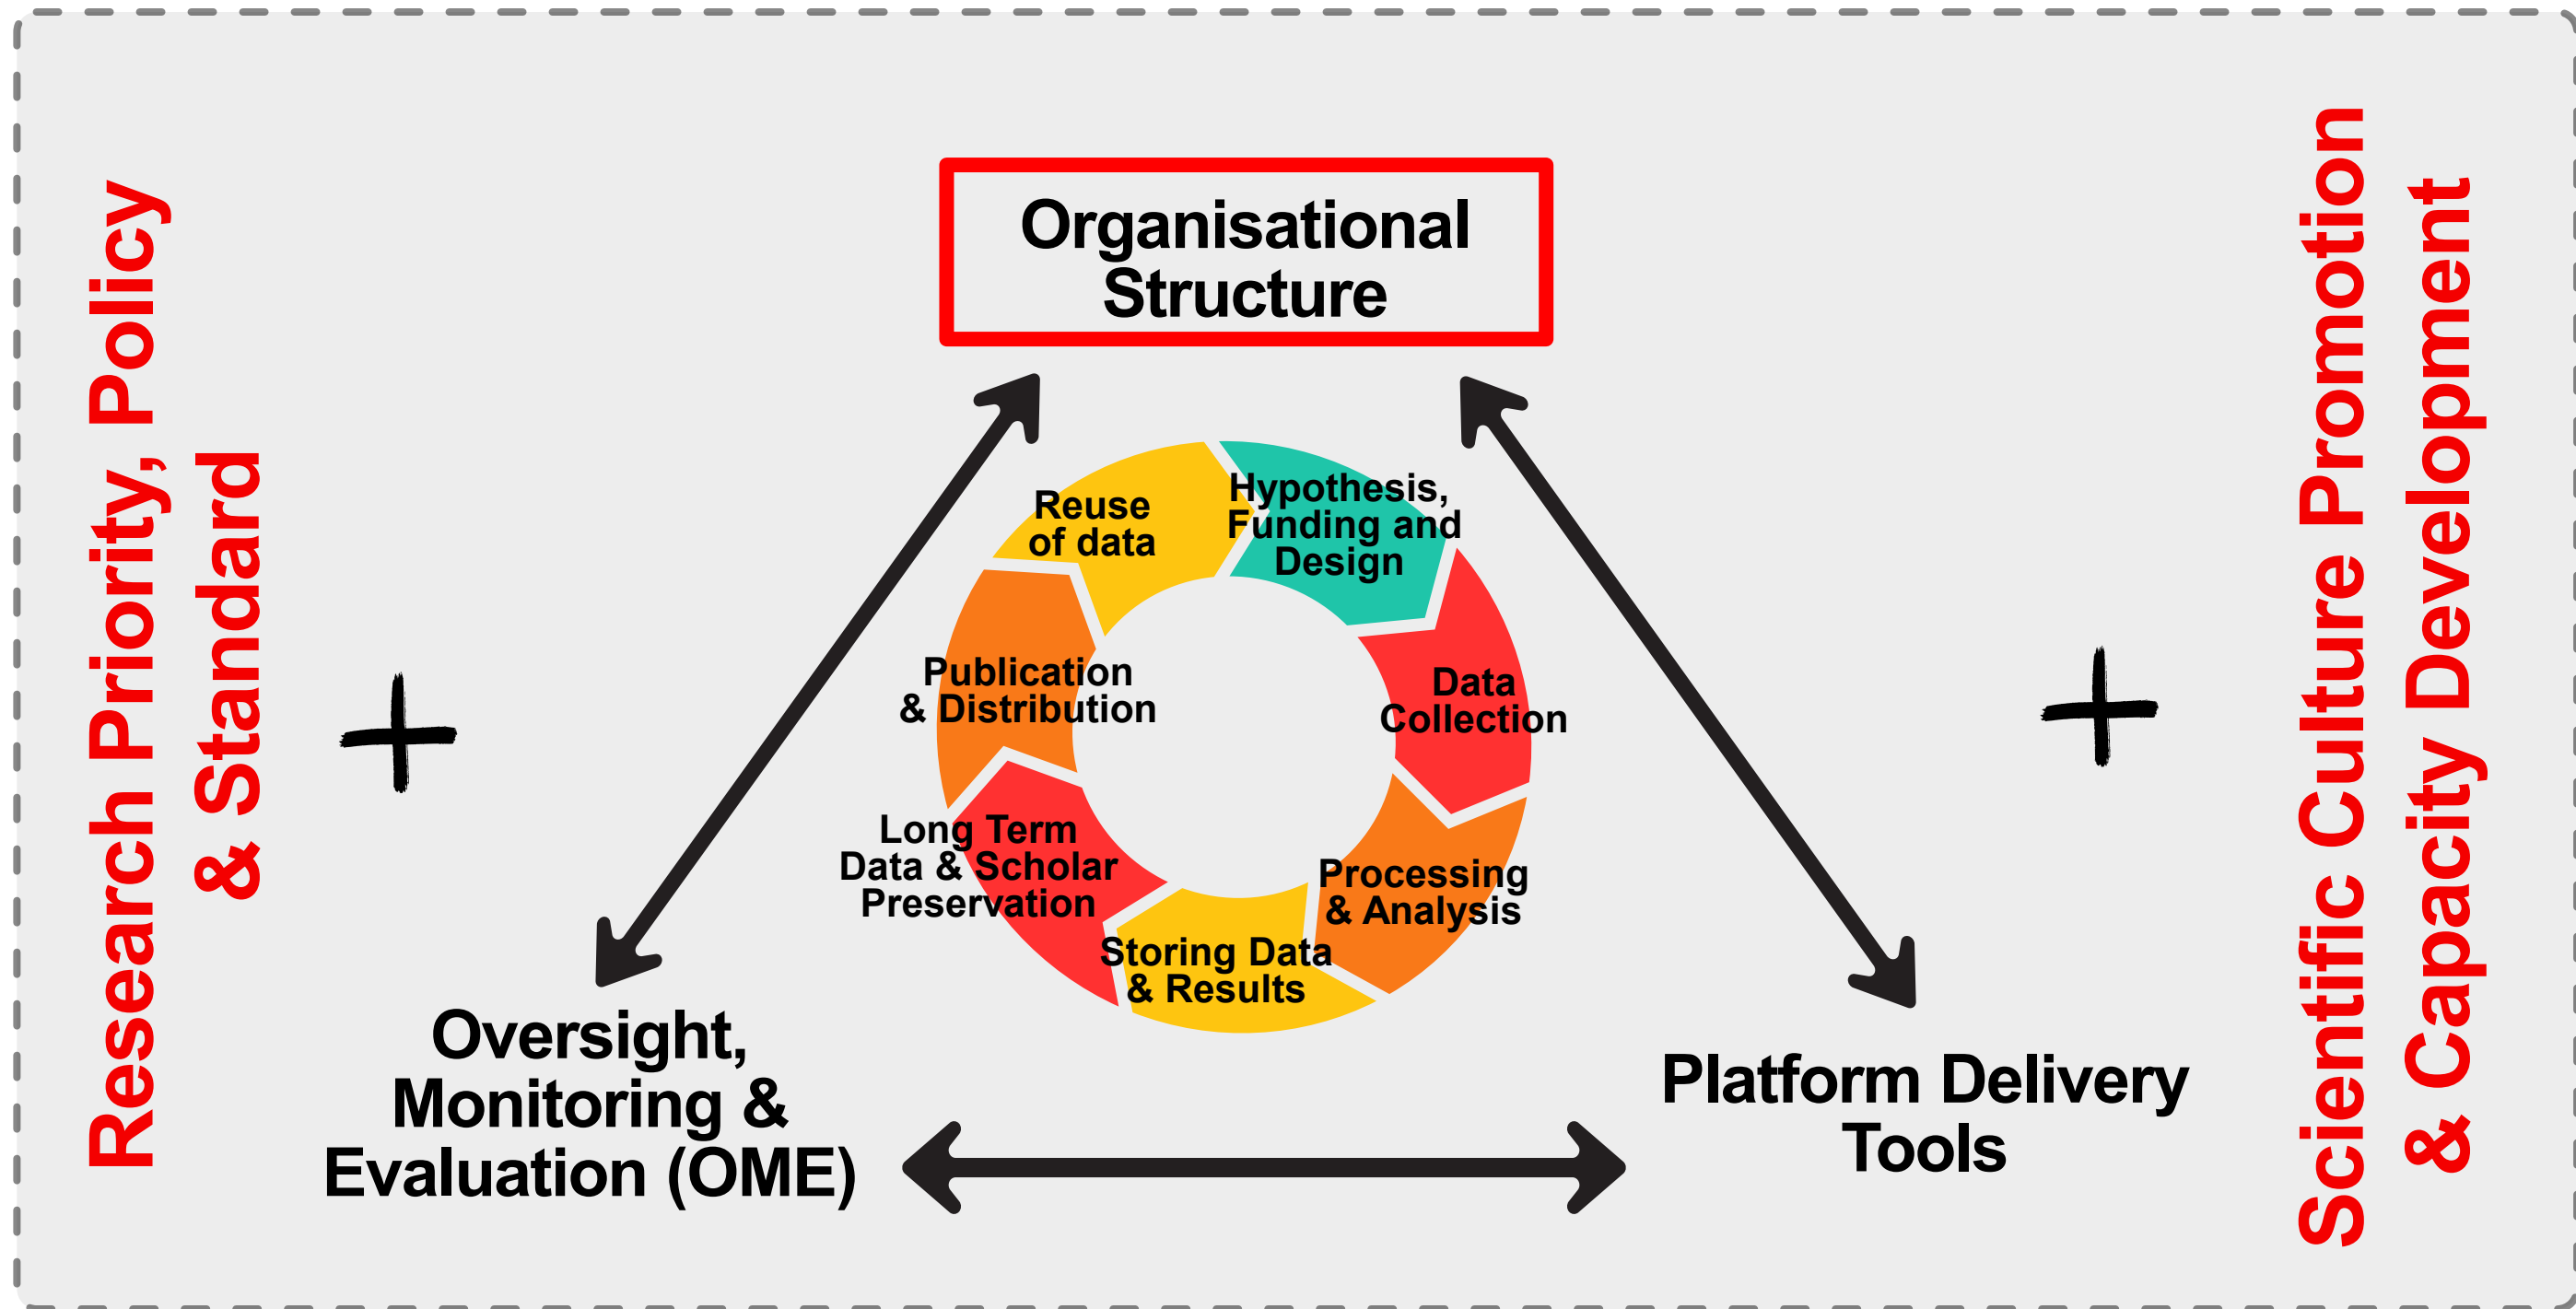 Research Priority, Policy
& Standard
Organisational
Structure
Hypothesis,
Funding and
Design
Data
Collection
Processing
& Analysis
Storing Data
& Results
Long Term
Data & Scholar
Preservation
Publication
& Distribution
Reuse
of data
Oversight,
Monitoring &
Evaluation (OME)
Platform Delivery
Tools
Scientific Culture Promotion
& Capacity Development